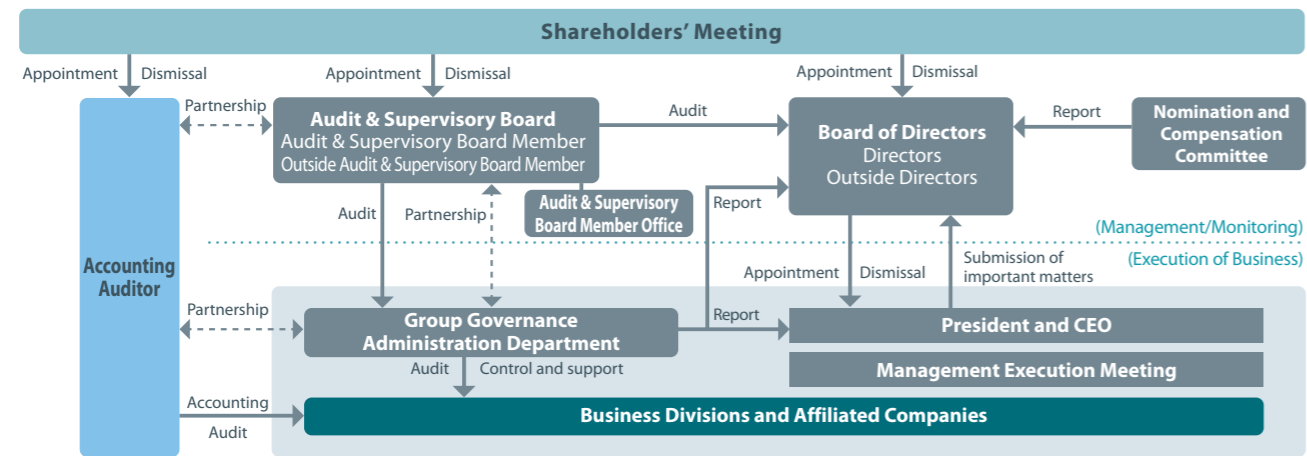 Shareholders’ Meeting
Appointment Dismissal
Appointment Dismissal
Appointment Dismissal
Partnership
Audit & Supervisory Board
Audit & Supervisory Board Member
Outside Audit & Supervisory Board Member
Audit
Board of Directors
Directors
Outside Directors
Report
Nomination and
Compensation
Committee
Audit
Partnership
Audit & Supervisory
Board Member Office
Report
(Management/Monitoring)
(Execution of Business)
Accounting
Auditor
Appointment Dismissal
Submission of
important matters
Partnership
Group Governance
Administration Department
Report
President and CEO
Audit Control and support
Management Execution Meeting
Accounting
Audit
Business Divisions and Affiliated Companies